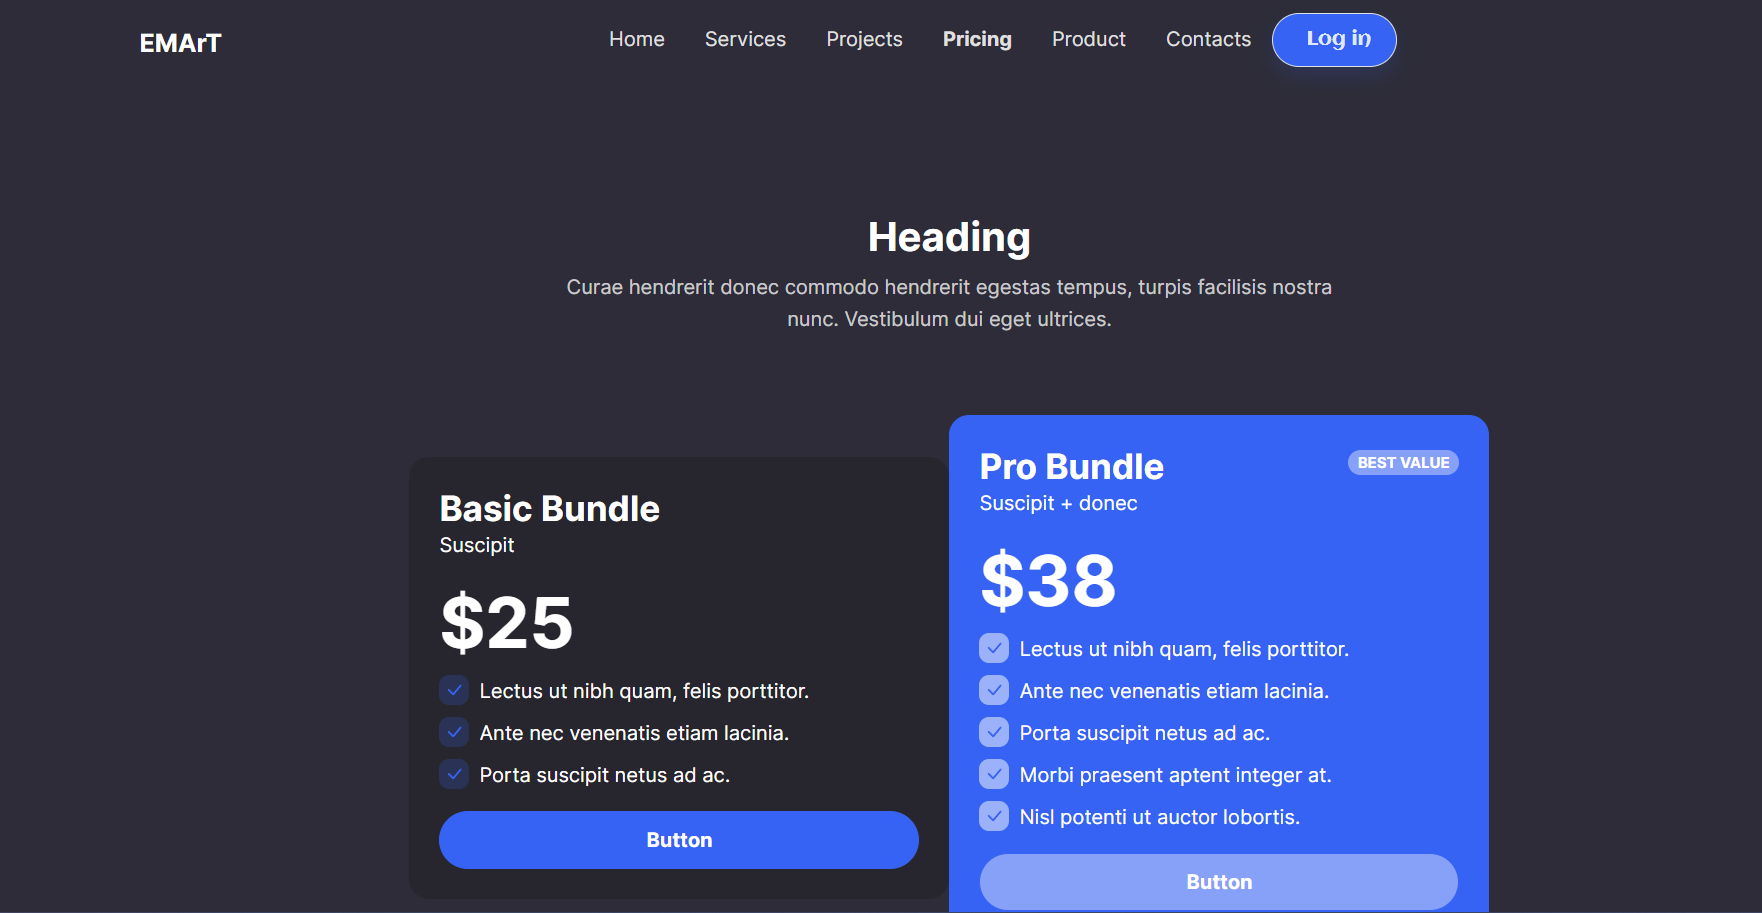 EMArT
Home Services Projects Pricing Product Contacts Log in
Heading
Curae hendrerit donec commodo hendrerit egestas tempus, turpis facilisis nostra
nunc. Vestibulum dui eget ultrices.
Basic Bundle
Suscipit
$25
Lectus ut nibh quam, felis porttitor.
Ante nec venenatis etiam lacinia.
Porta suscipit netus ad ac.
Button
Pro Bundle
BEST VALUE
Suscipit + donec
$38
Lectus ut nibh quam, felis porttitor.
Ante nec venenatis etiam lacinia.
Porta suscipit netus ad ac.
Morbi praesent aptent integer at.
Nisl potenti ut auctor lobortis.
Button